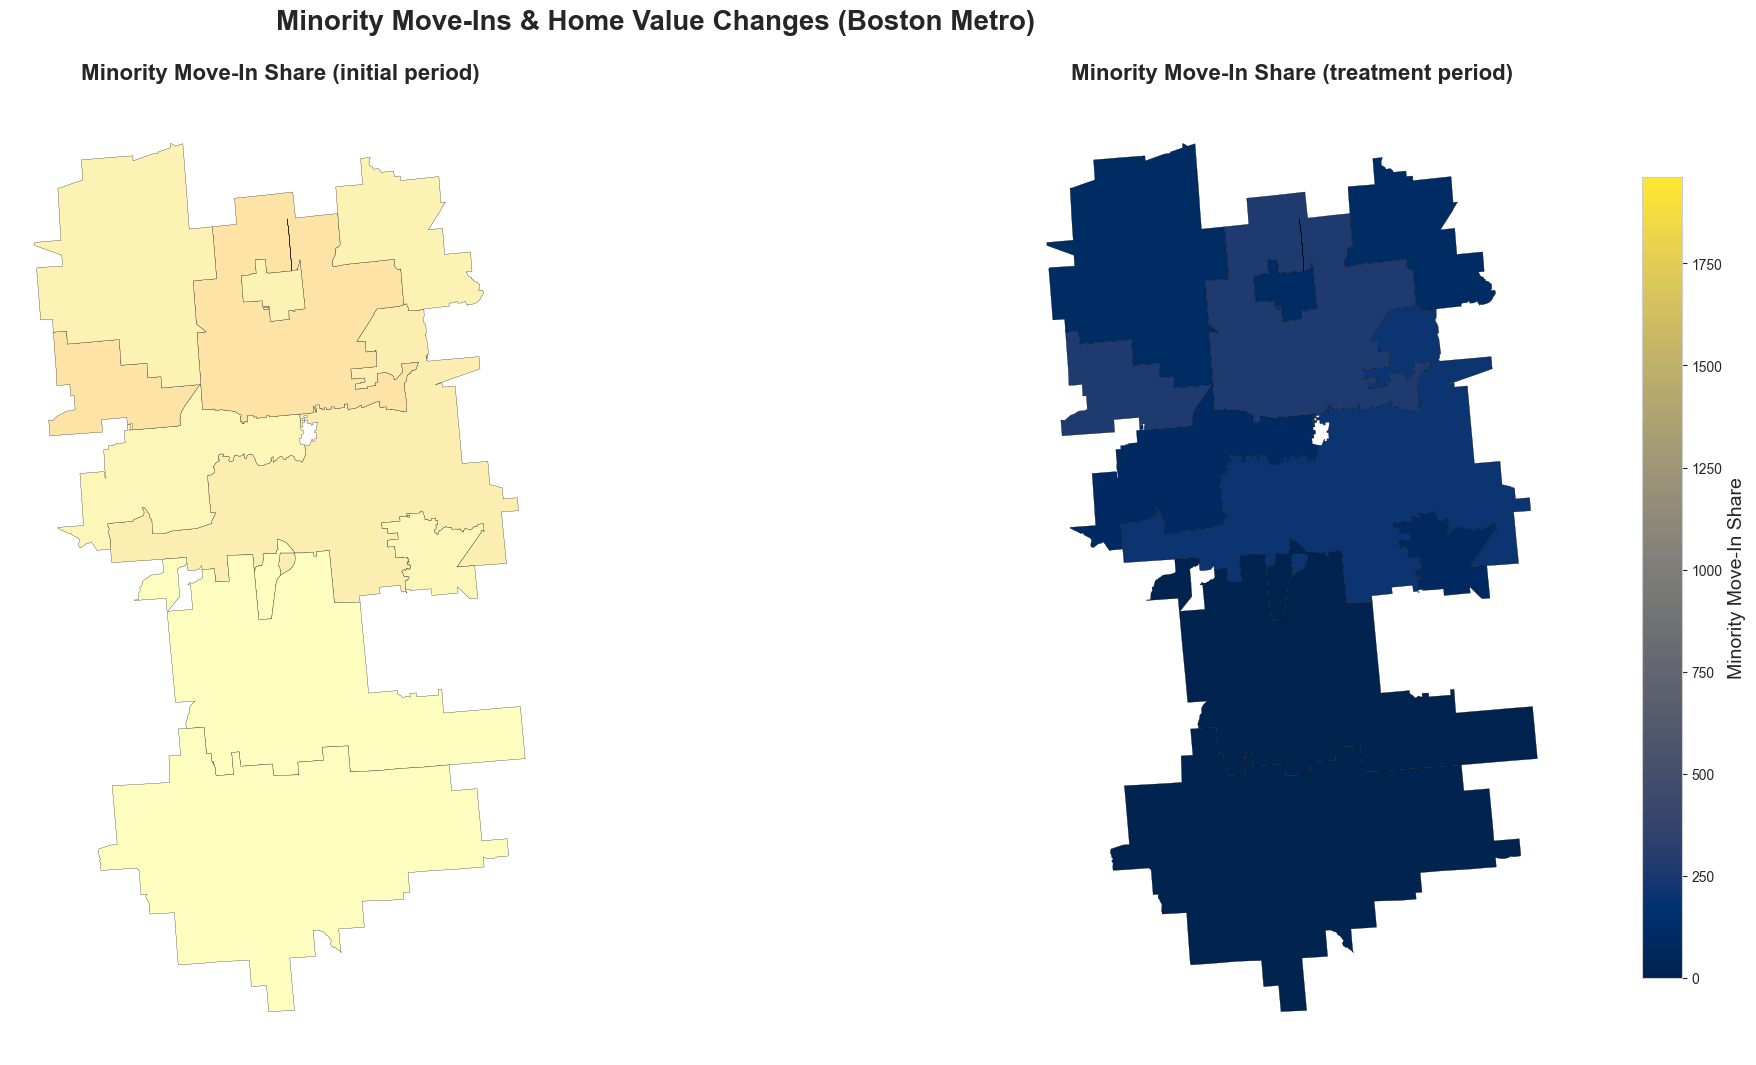 Minority Move-Ins & Home Value Changes (Boston Metro)
Minority Move-In Share (initial period)
Minority Move-In Share (treatment period)
1750
1500
1250
1000
750
500
250
0
Minority Move-In Share